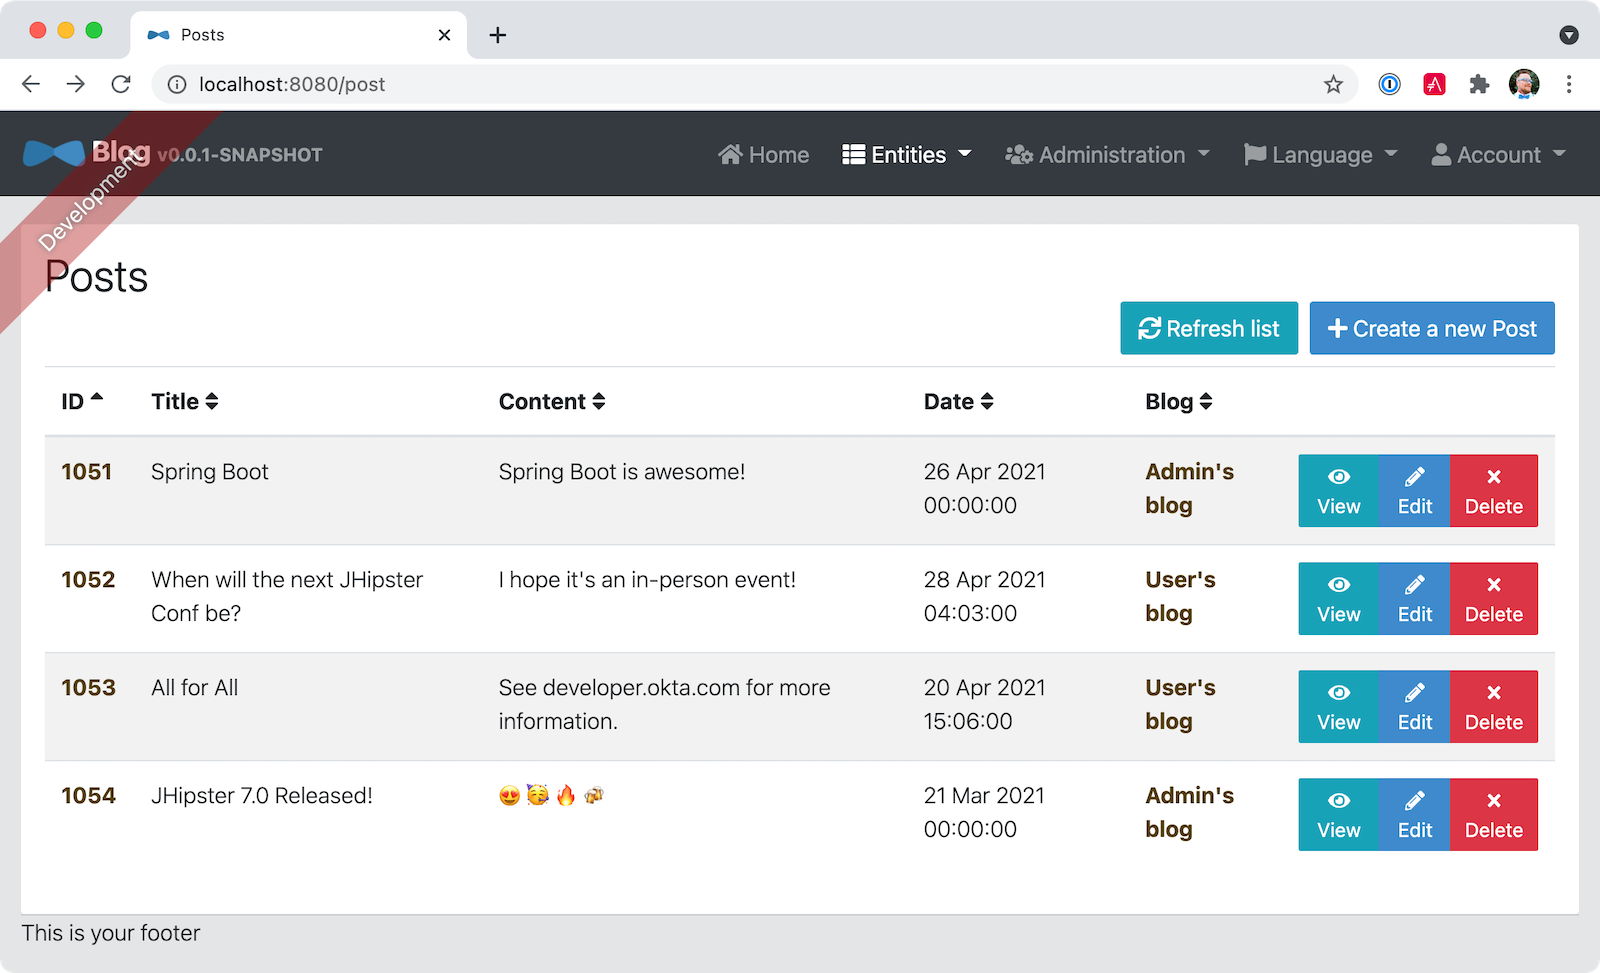 Posts
localhost:8080/post
Blog v0.0.1-SNAPSHOT
Home
Entities
Administration
Language
Account
Development
Posts
Refresh list
Create a new Post
ID Title Content Date Blog
1051 Spring Boot Spring Boot is awesome! 26 Apr 2021 Admin's
00:00:00 blog
View Edit Delete
1052 When will the next JHipster I hope it's an in-person event! 28 Apr 2021 User's
Conf be? 04:03:00 blog
View Edit Delete
1053 All for All See developer.okta.com for more 20 Apr 2021 User's
information. 15:06:00 blog
View Edit Delete
1054 JHipster 7.0 Released! 😍🥳🔥🍻 21 Mar 2021 Admin's
00:00:00 blog
View Edit Delete
This is your footer